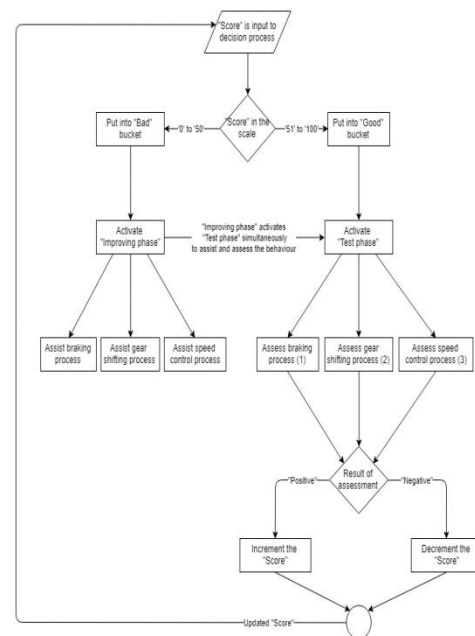 "Score" is input to
decision process
Put into "Bad"
bucket
'0' to '50'
"Score" in the
scale
'51' to '100'
Put into "Good"
bucket
Activate
"Improving phase"
"Improving phase" activates
"Test phase" simultaneously
to assist and assess the behaviour
Activate
"Test phase"
Assist braking
process
Assist gear
shifting process
Assist speed
control process
Assess braking
process (1)
Assess gear
shifting process (2)
Assess speed
control process (3)
Result of
assessment
"Positive"
"Negative"
Increment the
"Score"
Decrement the
"Score"
Updated "Score"